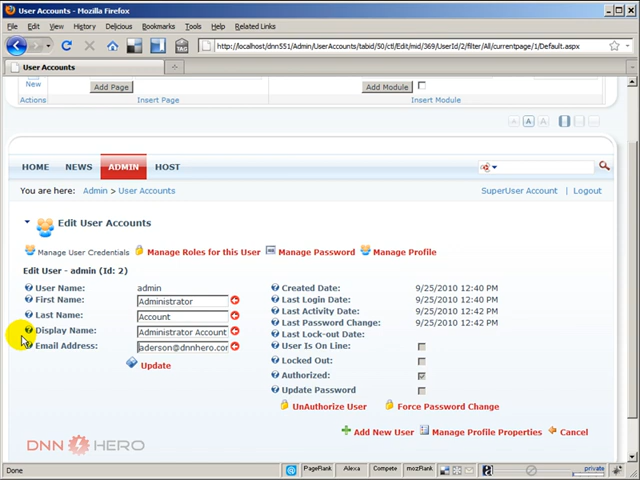 User Accounts - Mozilla Firefox
File Edit View History Delicious Bookmarks Tools Window Help Related Links
http://localhost/dnn551/Admin/UserAccounts/tabid/50/ctl/Edit/mid/369/UserId/2/filter/All/currentpage/1/Default.aspx
TAG
User Accounts
New
Add Page
Add Module
Actions
Insert Page
Insert Module
A A A
HOME NEWS ADMIN HOST
You are here: Admin > User Accounts
SuperUser Account | Logout
Edit User Accounts
Manage User Credentials Manage Roles for this User Manage Password Manage Profile
Edit User - admin (Id: 2)
User Name: admin
First Name: Administrator
Last Name: Account
Display Name: Administrator Account
Email Address: aderson@dnnhero.com
Update
Created Date: 9/25/2010 12:40 PM
Last Login Date: 9/25/2010 12:40 PM
Last Activity Date: 9/25/2010 12:42 PM
Last Password Change: 9/25/2010 12:42 PM
Last Lock-out Date:
User Is On Line:
Locked Out:
Authorized:
Update Password
UnAuthorize User Force Password Change
Add New User Manage Profile Properties Cancel
DNN HERO
Done
PageRank Alexa Compete mozRank
private